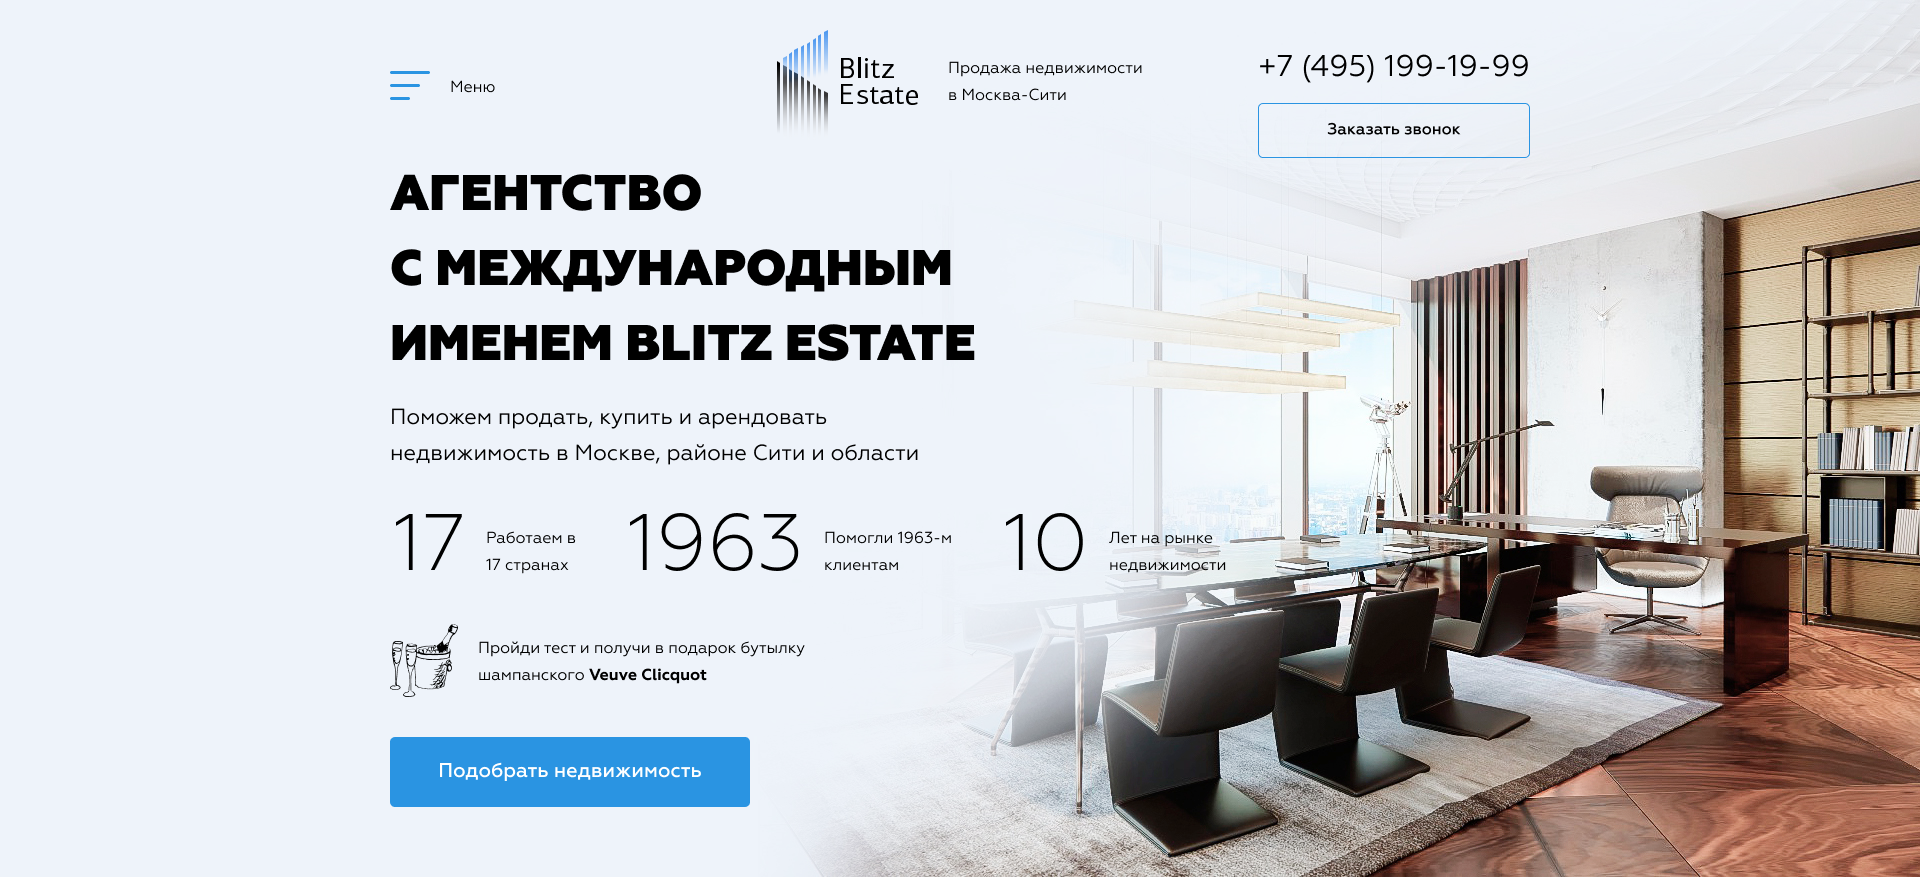 Меню
Blitz
Estate
Продажа недвижимости
в Москва-Сити
+7 (495) 199-19-99
Заказать звонок
АГЕНТСТВО
С МЕЖДУНАРОДНЫМ
ИМЕНЕМ BLITZ ESTATE
Поможем продать, купить и арендовать
недвижимость в Москве, районе Сити и области
17
Работаем в
17 странах
1963
Помогли 1963-м
клиентам
10
Лет на рынке
недвижимости
Пройди тест и получи в подарок бутылку
шампанского Veuve Clicquot
Подобрать недвижимость